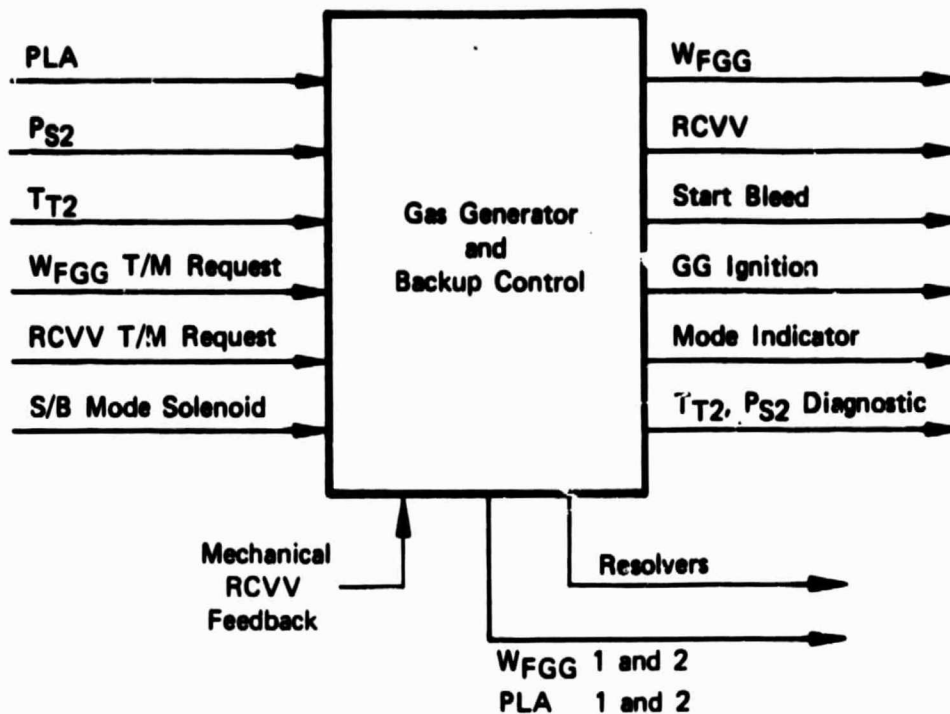 PLA
PS2
TT2
WFGG T/M Request
RCVV T/M Request
S/B Mode Solenoid
Gas Generator
and
Backup Control
WFGG
RCVV
Start Bleed
GG Ignition
Mode Indicator
TT2, PS2 Diagnostic
Mechanical
RCVV
Feedback
Resolvers
WFGG 1 and 2
PLA 1 and 2